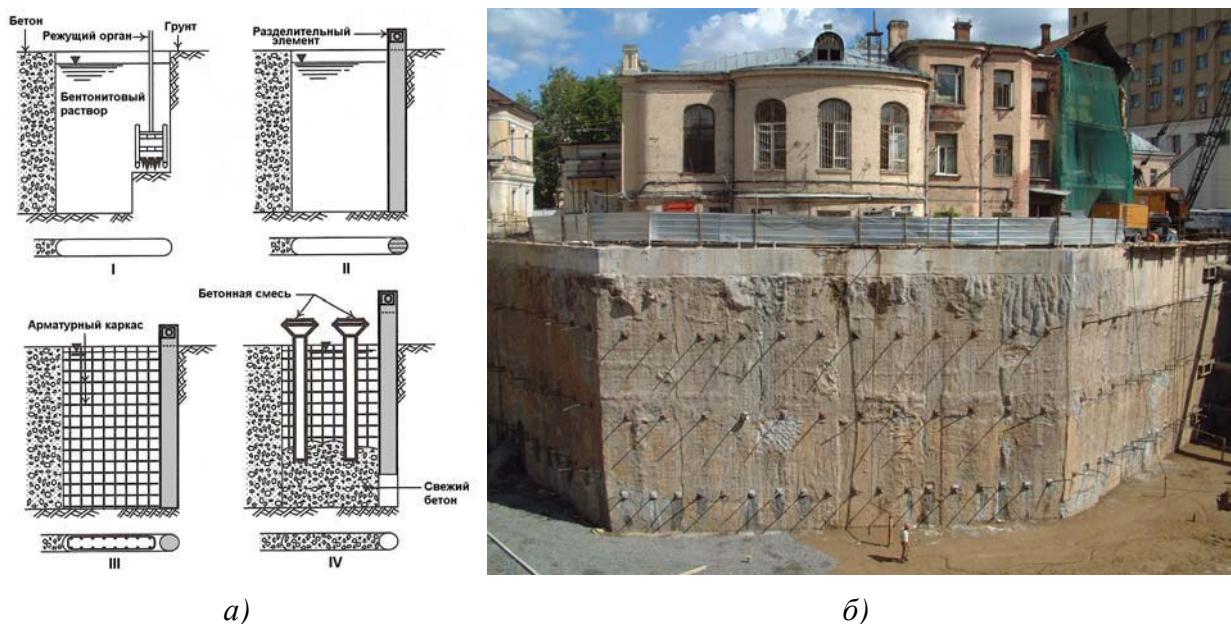 Бетон
Режущий орган
Грунт
Бентонитовый
раствор
I
Разделительный
элемент
II
Арматурный каркас
III
Бетонная смесь
Свежий
бетон
IV
а)
б)